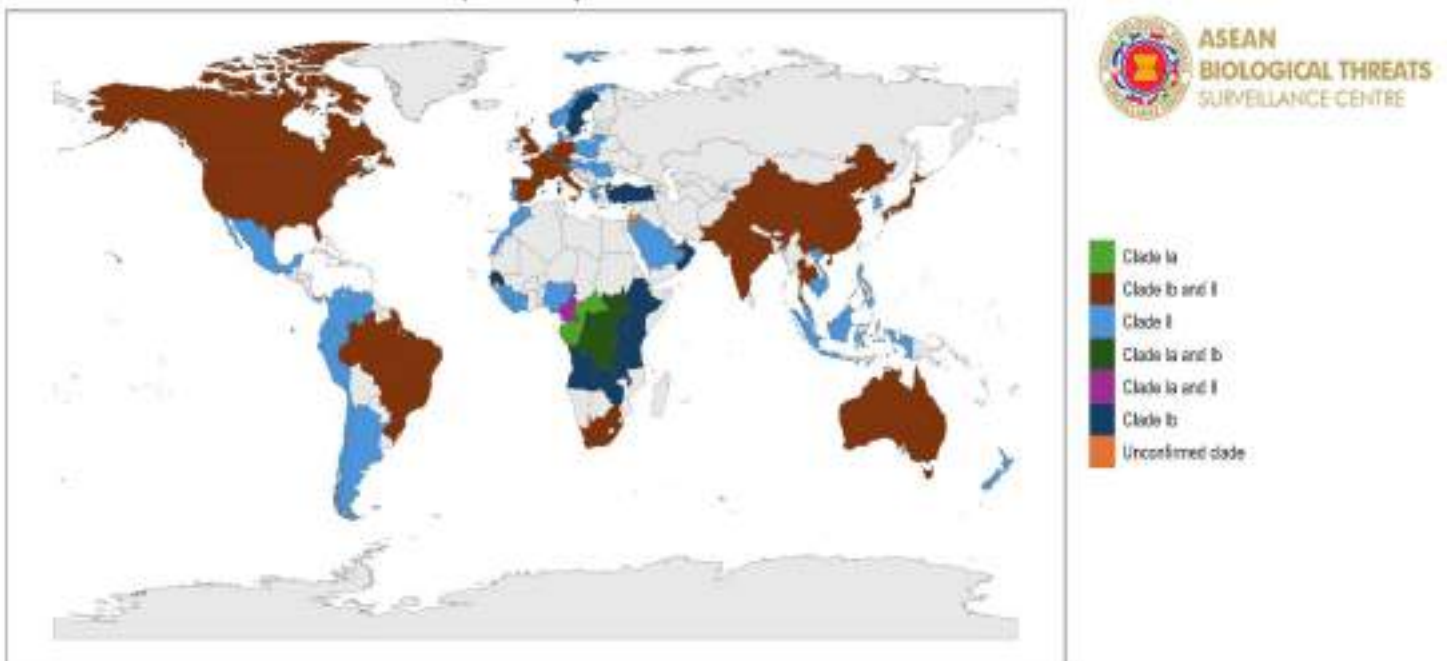 ASEAN
BIOLOGICAL THREATS
SURVEILLANCE CENTRE
Clade Ia
Clade Ib and II
Clade II
Clade Ia and Ib
Clade Ia and II
Clade Ib
Unconfirmed clade